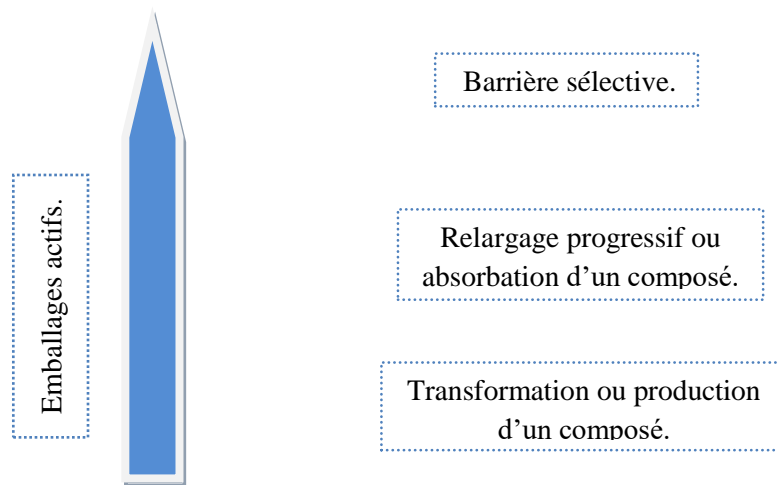 Barrière sélective.
Emballages actifs.
Relargage progressif ou
absorbation d’un composé.
Transformation ou production
d’un composé.